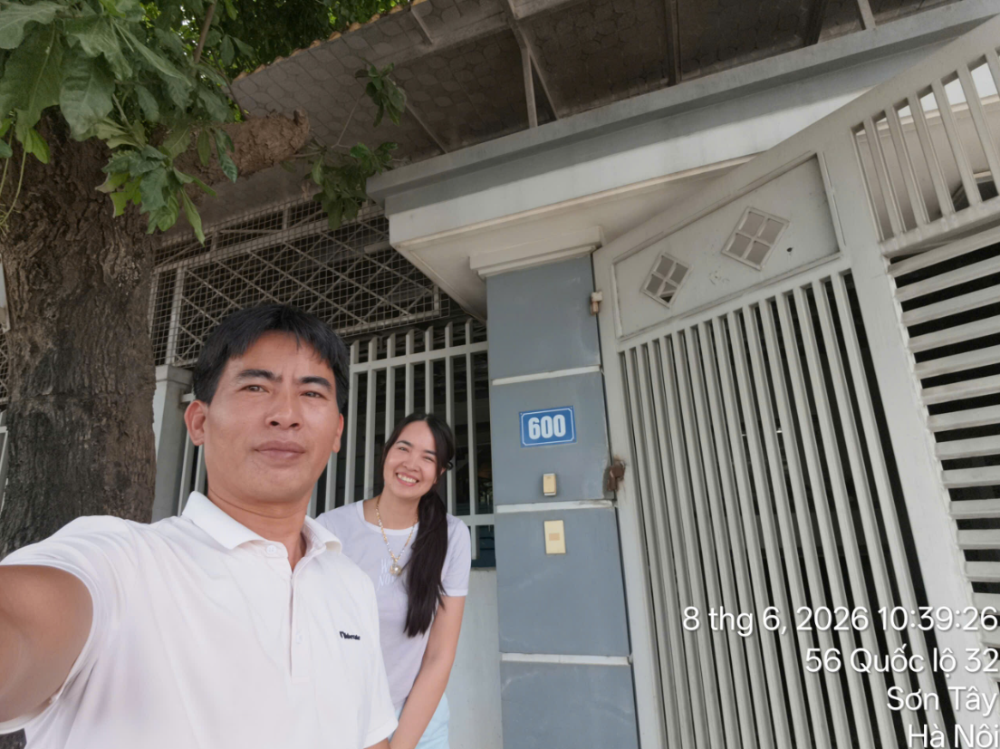 600
8 thg 6, 2026 10:39:26
56 Quốc lộ 32
Sơn Tây
Hà Nội